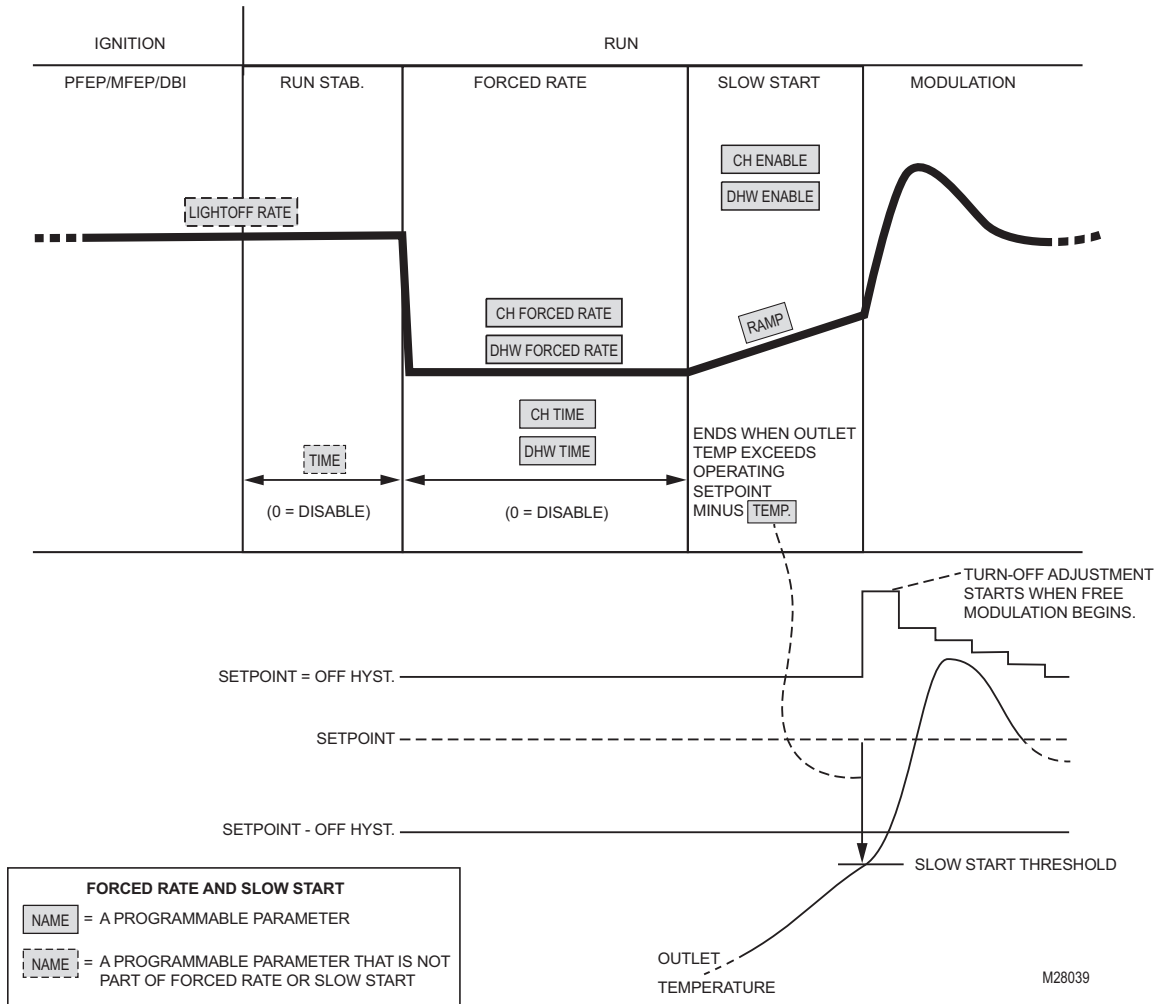 IGNITION
RUN
PFEP/MFEP/DBI
RUN STAB.
FORCED RATE
SLOW START
MODULATION
CH ENABLE
DHW ENABLE
LIGHTOFF RATE
CH FORCED RATE
DHW FORCED RATE
RAMP
CH TIME
DHW TIME
TIME
ENDS WHEN OUTLET
TEMP EXCEEDS
OPERATING
SETPOINT
MINUS TEMP.
(0 = DISABLE)
(0 = DISABLE)
TURN-OFF ADJUSTMENT
STARTS WHEN FREE
MODULATION BEGINS.
SETPOINT = OFF HYST.
SETPOINT
SETPOINT - OFF HYST.
SLOW START THRESHOLD
FORCED RATE AND SLOW START
NAME = A PROGRAMMABLE PARAMETER
NAME = A PROGRAMMABLE PARAMETER THAT IS NOT
PART OF FORCED RATE OR SLOW START
OUTLET
TEMPERATURE
M28039